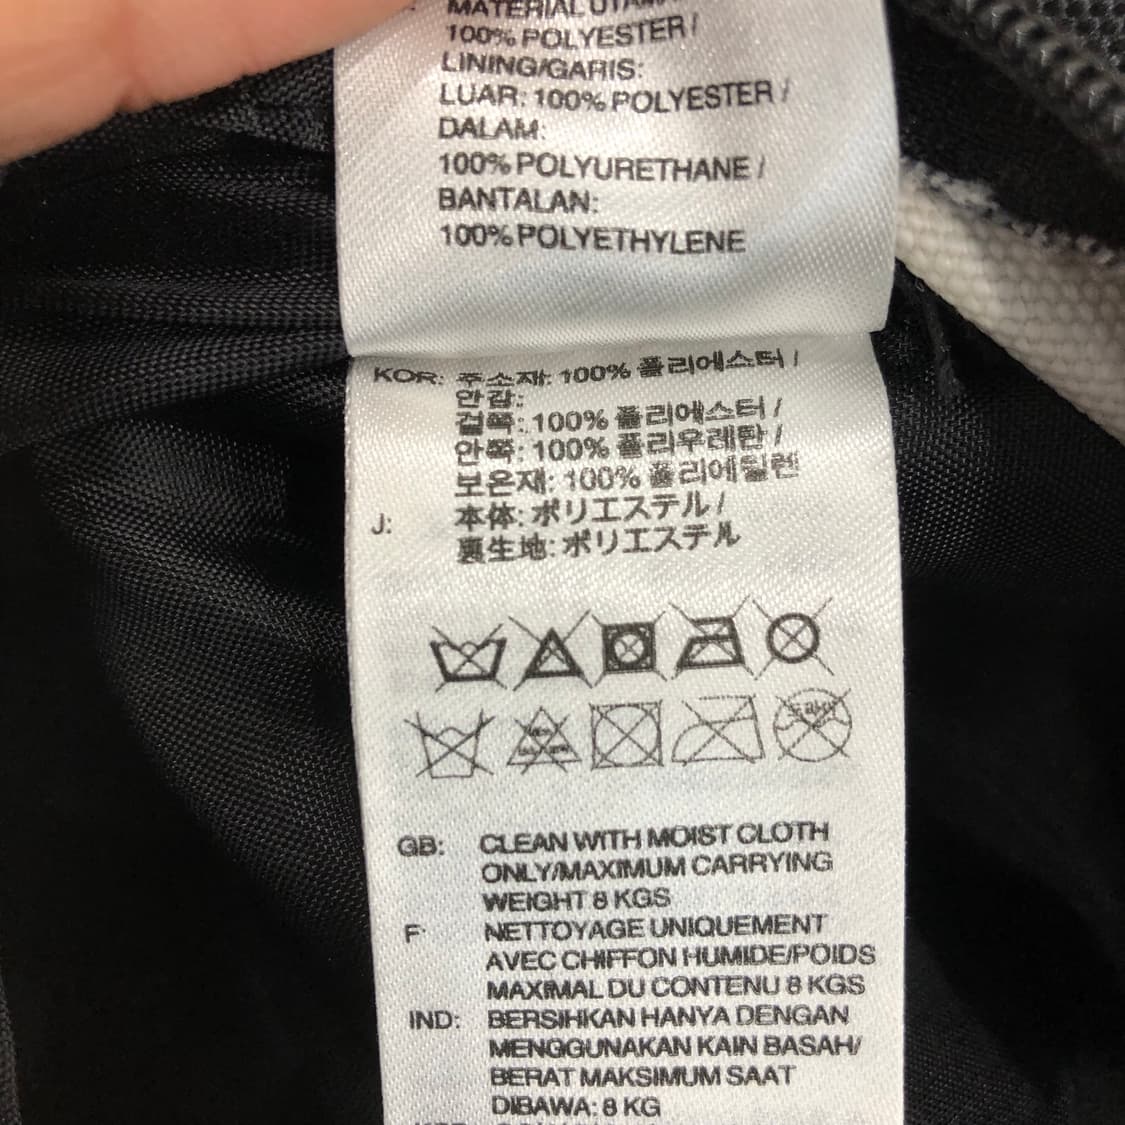 MATERIAL
100% POLYESTER /
LINING/GARIS:
LUAR: 100% POLYESTER /
DALAM:
100% POLYURETHANE /
BANTALAN:
100% POLYETHYLENE
KOR: 주소재: 100% 폴리에스터 /
안감:
겉쪽: 100% 폴리에스터 /
안쪽: 100% 폴리우레탄 /
보온재: 100% 폴리에틸렌
J: 本体: ポリエステル /
裏生地: ポリエステル
드라이
GB: CLEAN WITH MOIST CLOTH
ONLY/MAXIMUM CARRYING
WEIGHT 8 KGS
F NETTOYAGE UNIQUEMENT
AVEC CHIFFON HUMIDE/POIDS
MAXIMAL DU CONTENU 8 KGS
IND: BERSIHKAN HANYA DENGAN
MENGGUNAKAN KAIN BASAH/
BERAT MAKSIMUM SAAT
DIBAWA: 8 KG